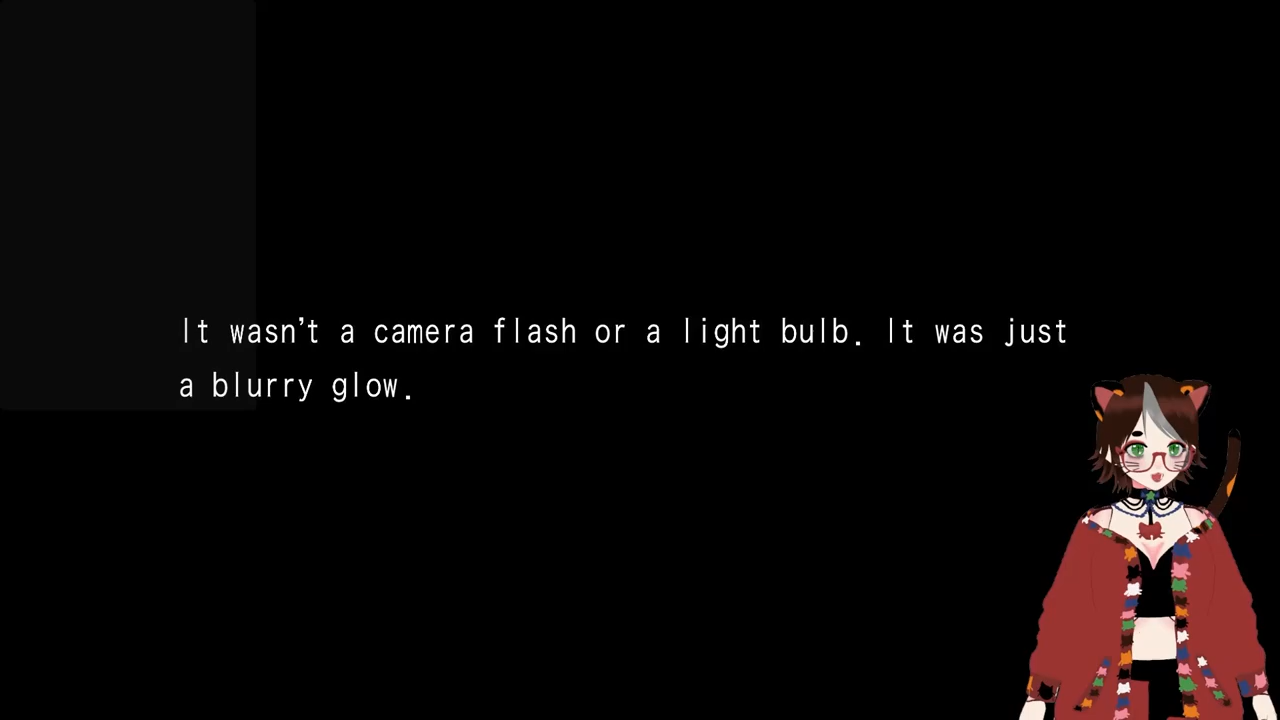 It wasn't a camera flash or a light bulb. It was just
a blurry glow.